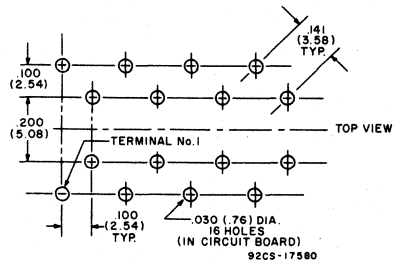 .141
(3.58)
TYP.
.100
(2.54)
.200
(5.08)
TOP VIEW
TERMINAL No.1
.100
(2.54)
TYP.
.030 (.76) DIA.
16 HOLES
(IN CIRCUIT BOARD)
92CS-17580